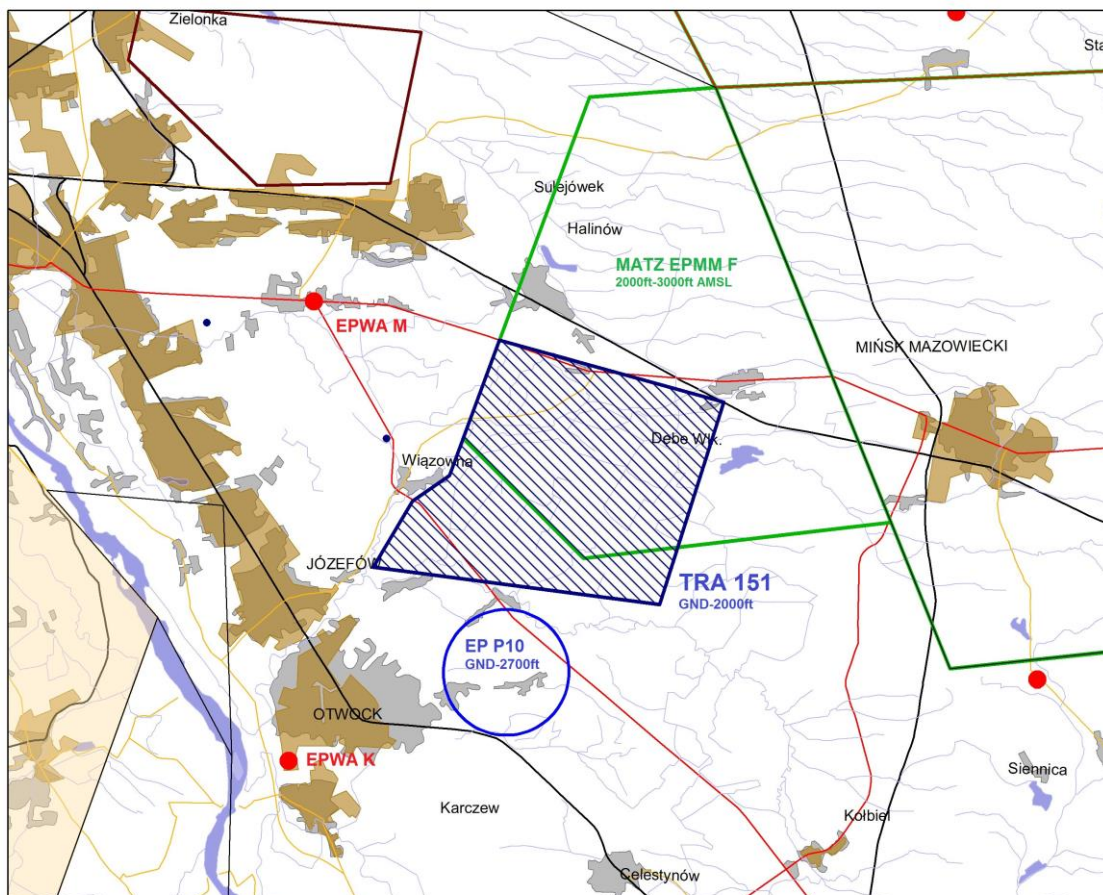 Zielonka
Sta
Sulejówek
Halinów
MATZ EPMM F
2000ft-3000ft AMSL
EPWA M
MIŃSK MAZOWIECKI
Dębe Wlk.
Wiązowna
JÓZEFÓW
TRA 151
GND-2000ft
EP P10
GND-2700ft
OTWOCK
EPWA K
Siennica
Karczew
Kołbiel
Celestynów